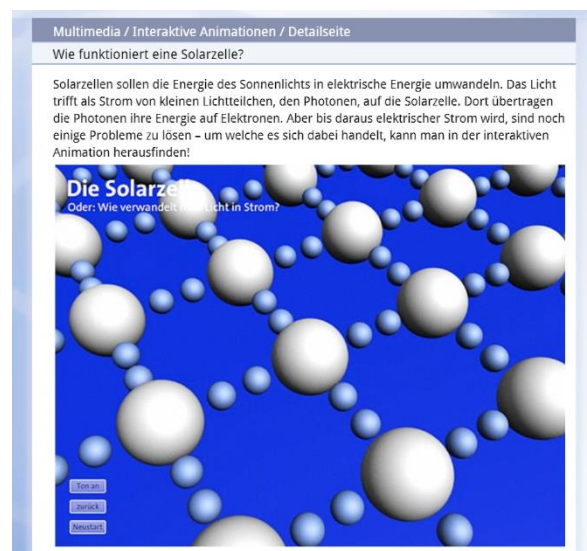 Multimedia / Interaktive Animationen / Detailseite
Wie funktioniert eine Solarzelle?
Solarzellen sollen die Energie des Sonnenlichts in elektrische Energie umwandeln. Das Licht
trifft als Strom von kleinen Lichtteilchen, den Photonen, auf die Solarzelle. Dort übertragen
die Photonen ihre Energie auf Elektronen. Aber bis daraus elektrischer Strom wird, sind noch
einige Probleme zu lösen – um welche es sich dabei handelt, kann man in der interaktiven
Animation herausfinden!
Die Solarzelle
Oder: Wie verwandelt man Licht in Strom?
Ton an
zurück
Neustart